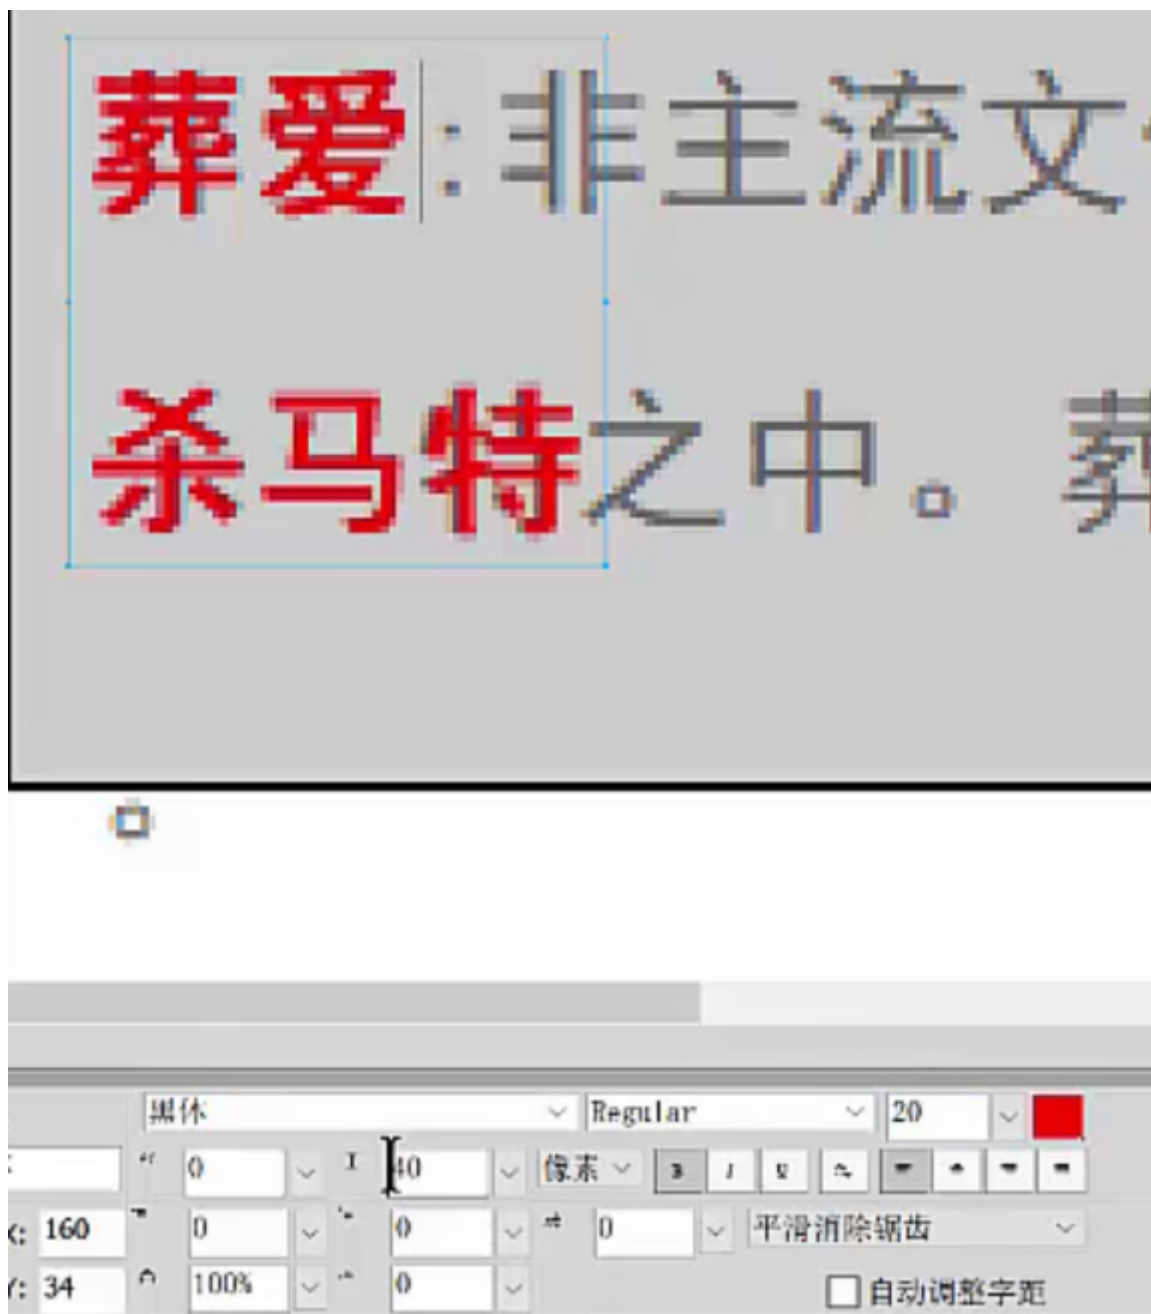 葬爱:非主流文
杀马特之中。葬
黑体 Regular 20
0 40 像素 B I U
X: 160 0 0 0 平滑消除锯齿
Y: 34 100% 0 自动调整字距